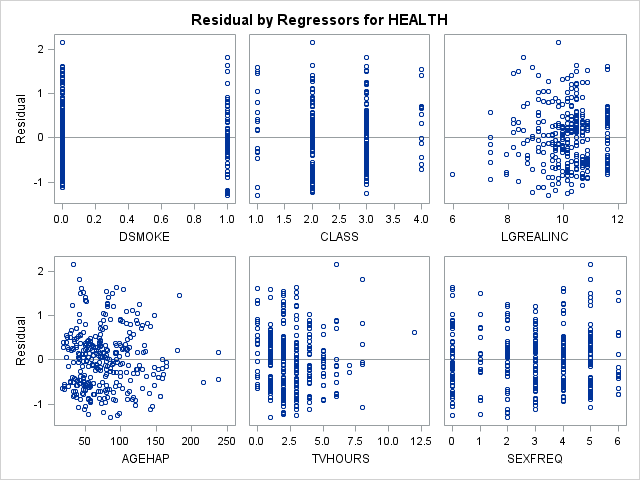 Residual by Regressors for HEALTH
2
1
0
-1
Residual
0.0 0.2 0.4 0.6 0.8 1.0
DSMOKE
1.0 1.5 2.0 2.5 3.0 3.5 4.0
CLASS
6 8 10 12
LGREALINC
2
1
0
-1
Residual
50 100 150 200 250
AGEHAP
0.0 2.5 5.0 7.5 10.0 12.5
TVHOURS
0 1 2 3 4 5 6
SEXFREQ